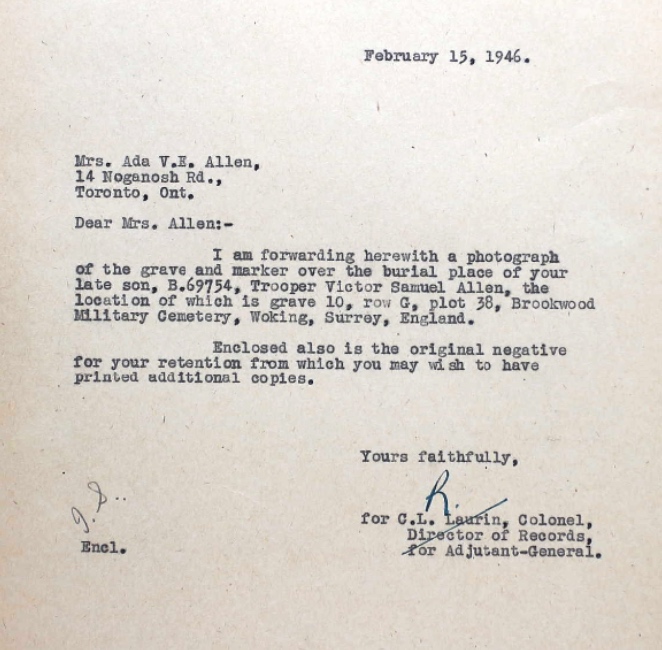 February 15, 1946.
Mrs. Ada V.E. Allen,
14 Noganosh Rd.,
Toronto, Ont.
Dear Mrs. Allen:-
I am forwarding herewith a photograph
of the grave and marker over the burial place of your
late son, B.69754, Trooper Victor Samuel Allen, the
location of which is grave 10, row G, plot 38, Brookwood
Military Cemetery, Woking, Surrey, England.
Enclosed also is the original negative
for your retention from which you may wish to have
printed additional copies.
Yours faithfully,
R.
for C.L. Laurin, Colonel,
Director of Records,
for Adjutant-General.
Encl.